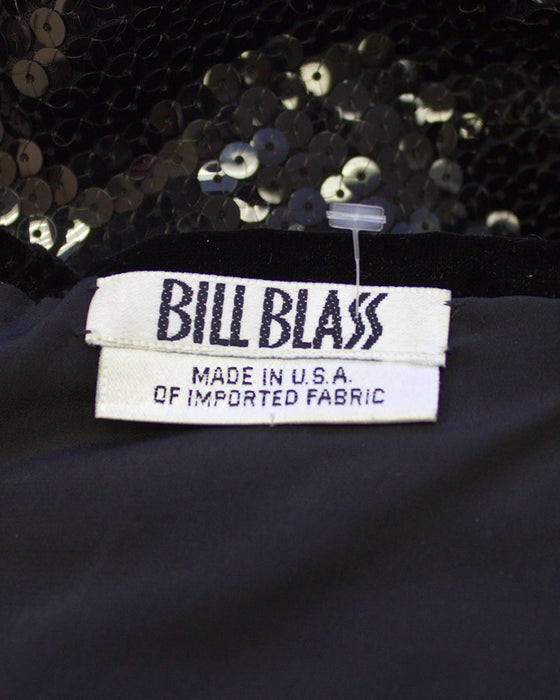 BILL BLASS
MADE IN U.S.A.
OF IMPORTED FABRIC